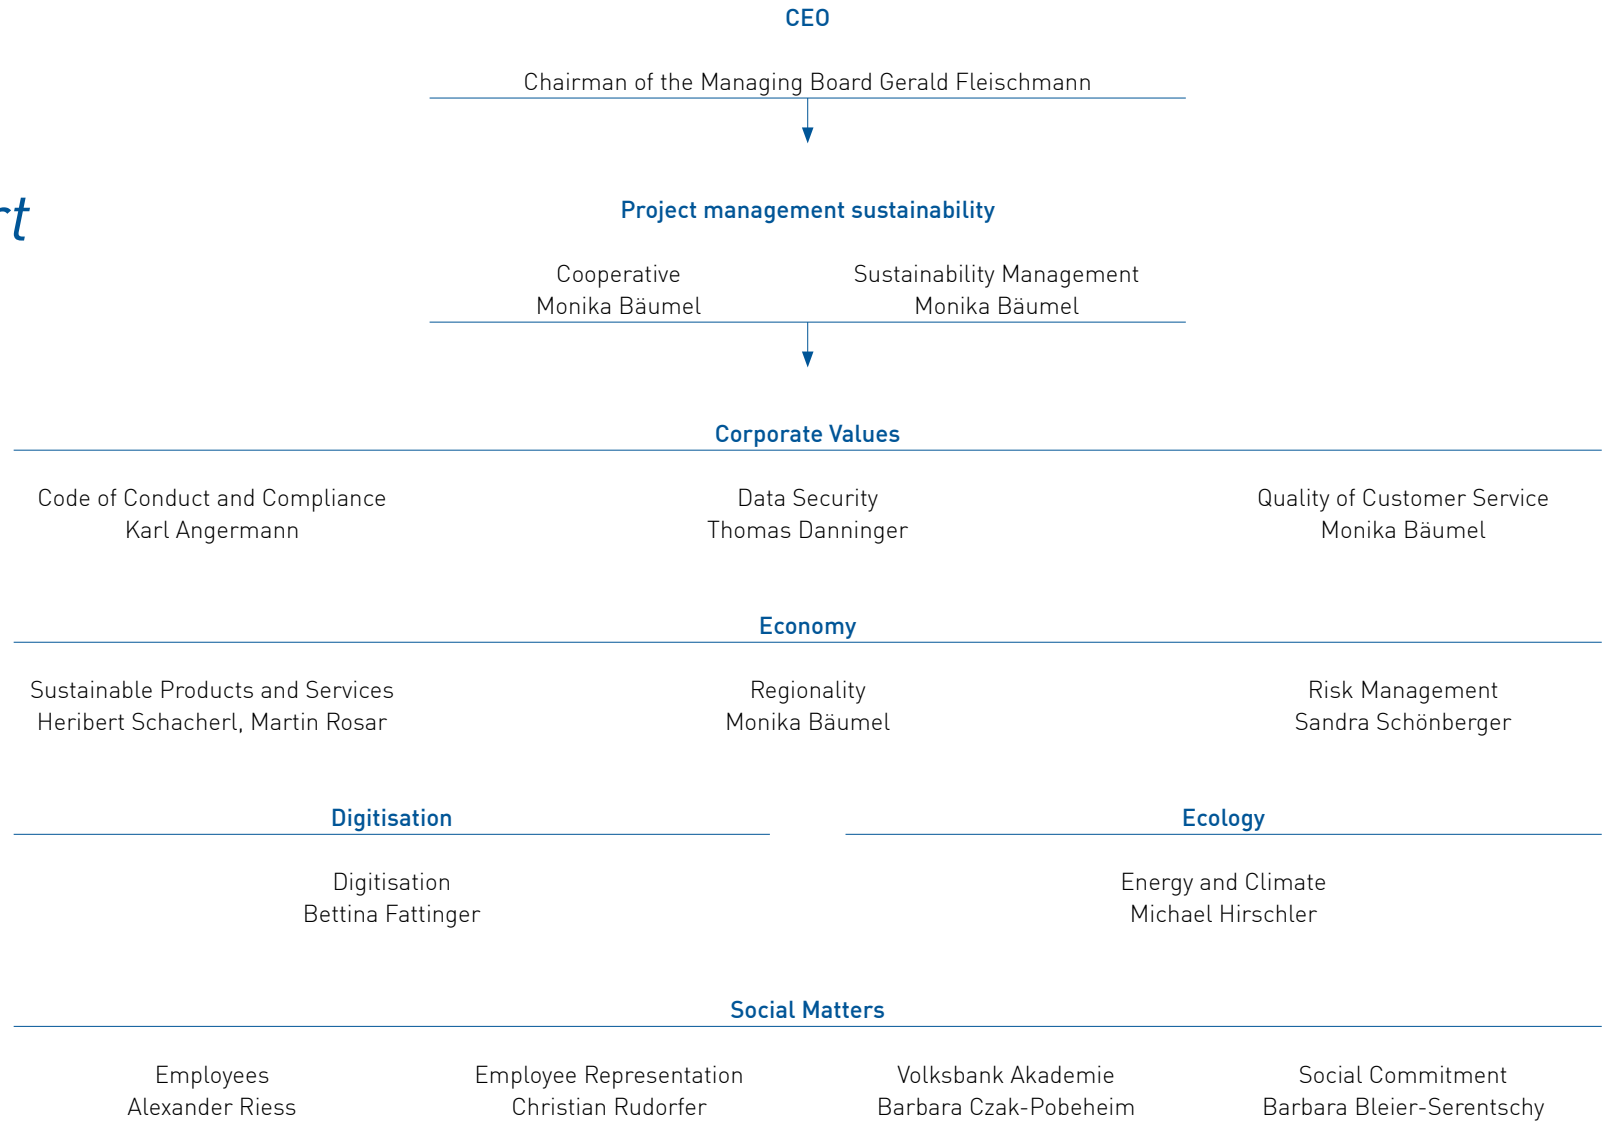 CEO
Chairman of the Managing Board Gerald Fleischmann
rt
Project management sustainability
Cooperative
Monika Bäumel
Sustainability Management
Monika Bäumel
Corporate Values
Code of Conduct and Compliance
Karl Angermann
Data Security
Thomas Danninger
Quality of Customer Service
Monika Bäumel
Economy
Sustainable Products and Services
Heribert Schacherl, Martin Rosar
Regionality
Monika Bäumel
Risk Management
Sandra Schönberger
Digitisation
Digitisation
Bettina Fattinger
Ecology
Energy and Climate
Michael Hirschler
Social Matters
Employees
Alexander Riess
Employee Representation
Christian Rudorfer
Volksbank Akademie
Barbara Czak-Pobeheim
Social Commitment
Barbara Bleier-Serentschy